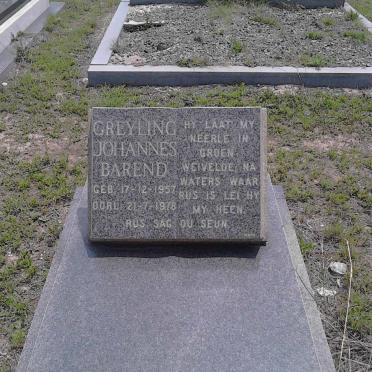 GREYLING
JOHANNES
BAREND
GEB. 17-12-1957
OORL. 21-7-1978
HY LAAT MY
NEERLE IN
GROEN
WEIVELDE; NA
WATERS WAAR
RUS IS LEI HY
MY HEEN.
RUS SAG OU SEUN.